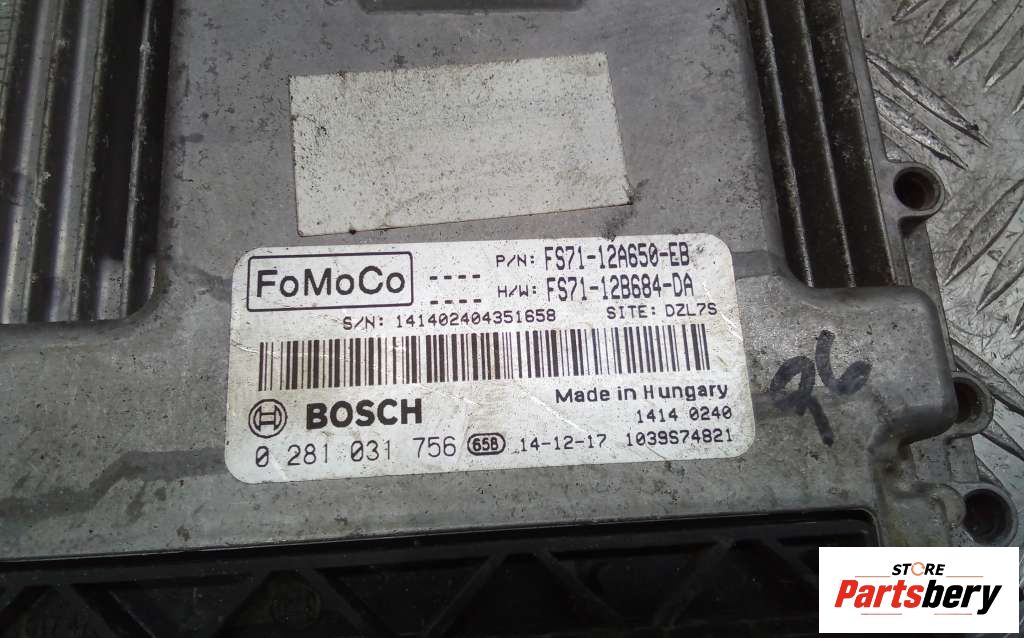 FoMoCo
---- P/N: FS71-12A650-EB
---- H/W: FS71-12B684-DA
S/N: 141402404351658 SITE: DZL7S
BOSCH
Made in Hungary
1414 0240
0 281 031 756 65B 14-12-17 1039S74821
96
STORE
Partsbery